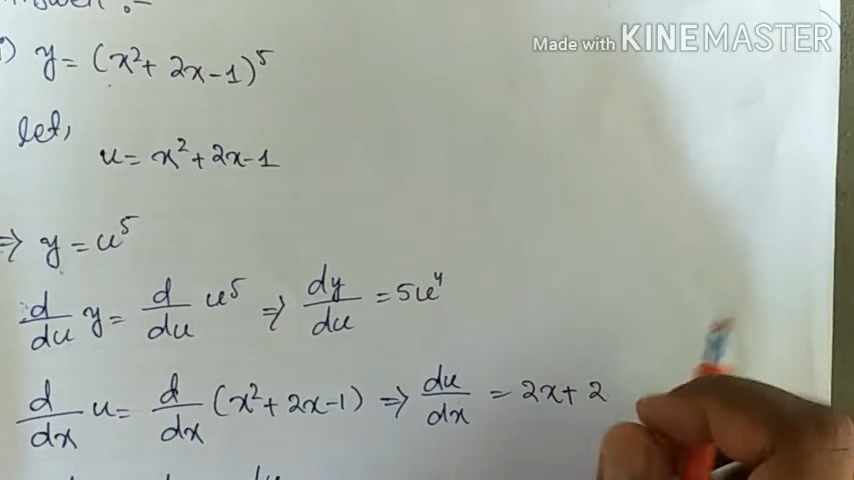 Made with KINEMASTER
y = (x² + 2x - 1)⁵
let,
u = x² + 2x - 1
⇒ y = u⁵
d/du y = d/du u⁵ ⇒ dy/du = 5u⁴
d/dx u = d/dx (x² + 2x - 1) ⇒ du/dx = 2x + 2